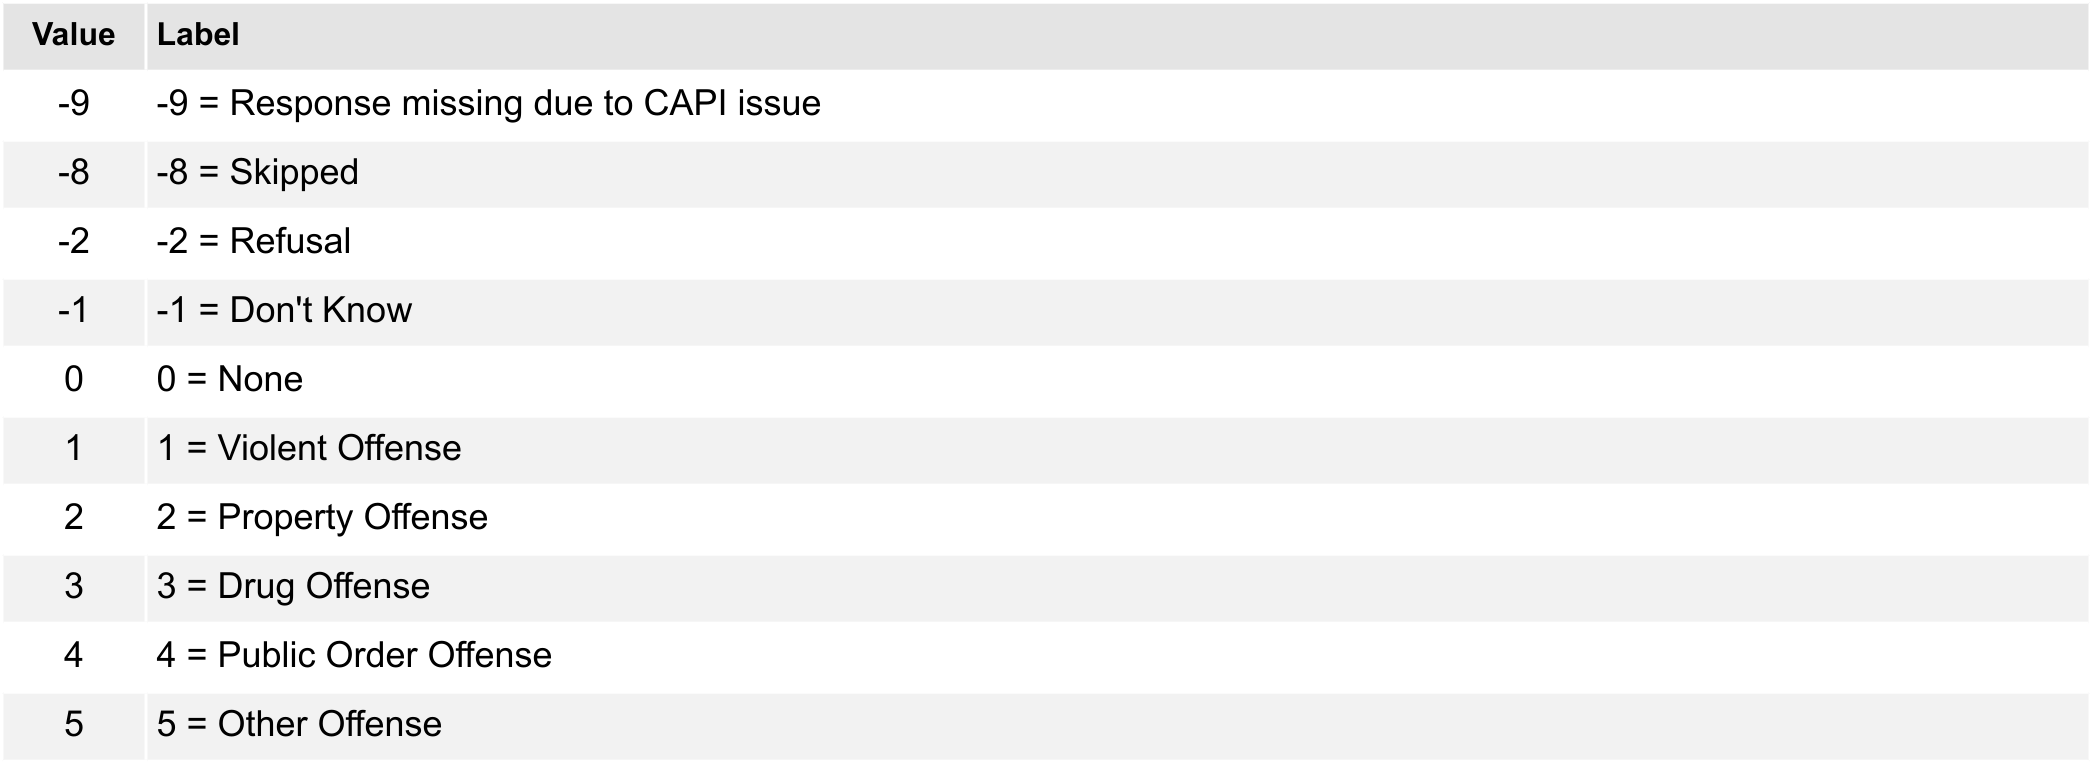 Value Label
-9 -9 = Response missing due to CAPI issue
-8 -8 = Skipped
-2 -2 = Refusal
-1 -1 = Don't Know
0 0 = None
1 1 = Violent Offense
2 2 = Property Offense
3 3 = Drug Offense
4 4 = Public Order Offense
5 5 = Other Offense